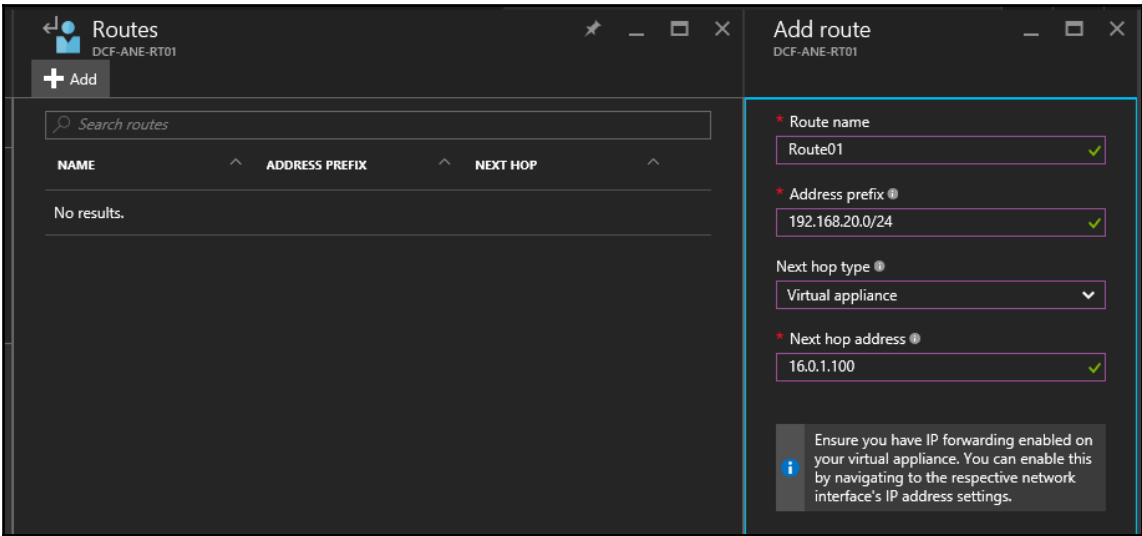 Routes
DCF-ANE-RT01
Add
Search routes
NAME ADDRESS PREFIX NEXT HOP
No results.
Add route
DCF-ANE-RT01
* Route name
Route01
* Address prefix
192.168.20.0/24
Next hop type
Virtual appliance
* Next hop address
16.0.1.100
Ensure you have IP forwarding enabled on
your virtual appliance. You can enable this
by navigating to the respective network
interface's IP address settings.